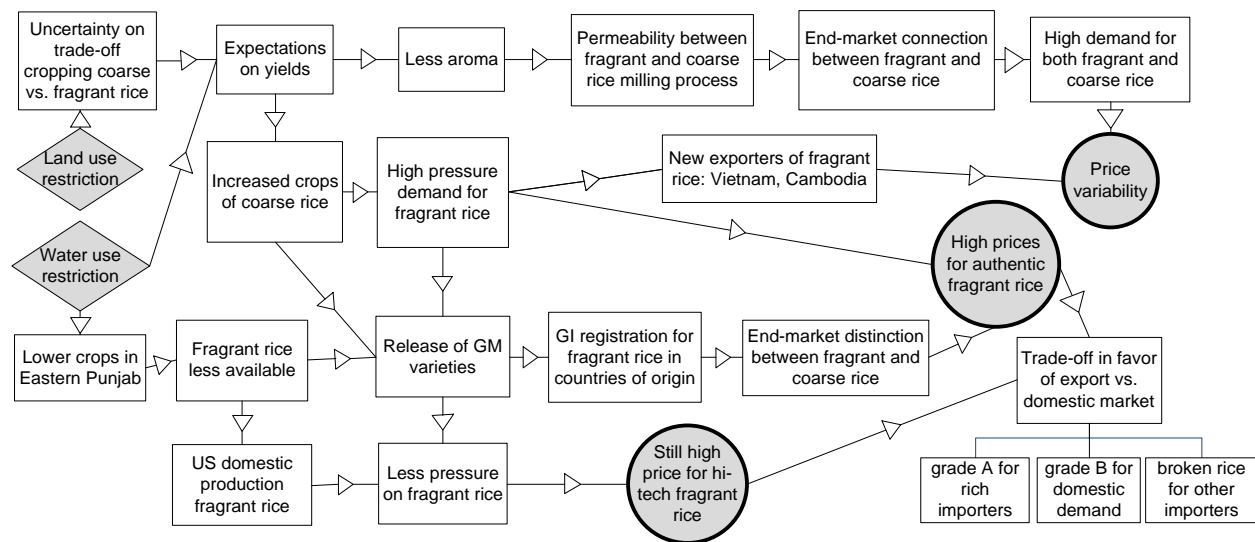 Uncertainty on
trade-off
cropping coarse
vs. fragrant rice
Expectations
on yields
Less aroma
Permeability between
fragrant and coarse
rice milling process
End-market connection
between fragrant and
coarse rice
High demand for
both fragrant and
coarse rice
Land use
restriction
Increased crops
of coarse rice
High pressure
demand for
fragrant rice
New exporters of fragrant
rice: Vietnam, Cambodia
Price
variability
Water use
restriction
High prices
for authentic
fragrant rice
Lower crops in
Eastern Punjab
Fragrant rice
less available
Release of GM
varieties
GI registration for
fragrant rice in
countries of origin
End-market distinction
between fragrant and
coarse rice
Trade-off in favor
of export vs.
domestic market
US domestic
production
fragrant rice
Less pressure
on fragrant rice
Still high
price for hi-
tech fragrant
rice
grade A for
rich
importers
grade B for
domestic
demand
broken rice
for other
importers